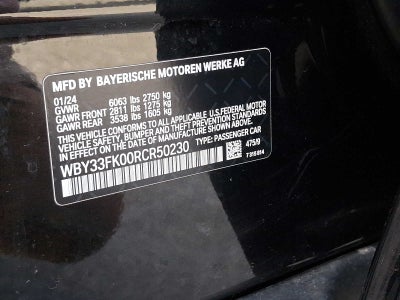 MFD BY BAYERISCHE MOTOREN WERKE AG
01/24
GVWR 6063 lbs 2750 kg
GAWR FRONT 2811 lbs 1275 kg
GAWR REAR 3538 lbs 1605 kg
THIS VEHICLE CONFORMS TO ALL APPLICABLE U.S.FEDERAL MOTOR
VEHICLE SAFETY, BUMPER AND THEFT PREVENTION STANDARDS IN
EFFECT ON THE DATE OF MANUFACTURE SHOWN ABOVE.
WBY33FK00RCR50230 TYPE: PASSENGER CAR
475/9